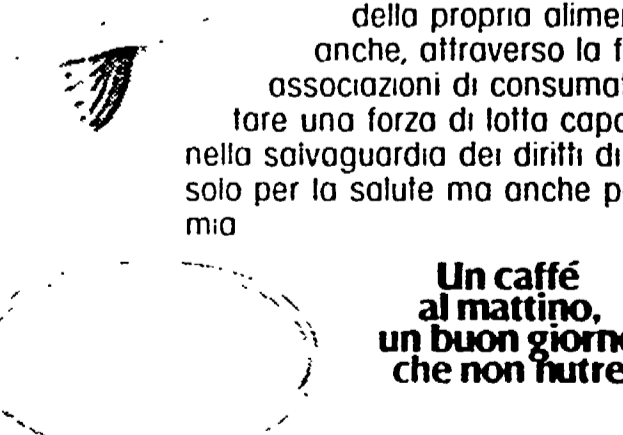 della propria alimen
anche, attraverso la f
associazioni di consumat
tare una forza di lotta capa
nella salvaguardia dei diritti di
solo per la salute ma anche p
mia
Un caffé
al mattino,
un buon giorno
che non nutre